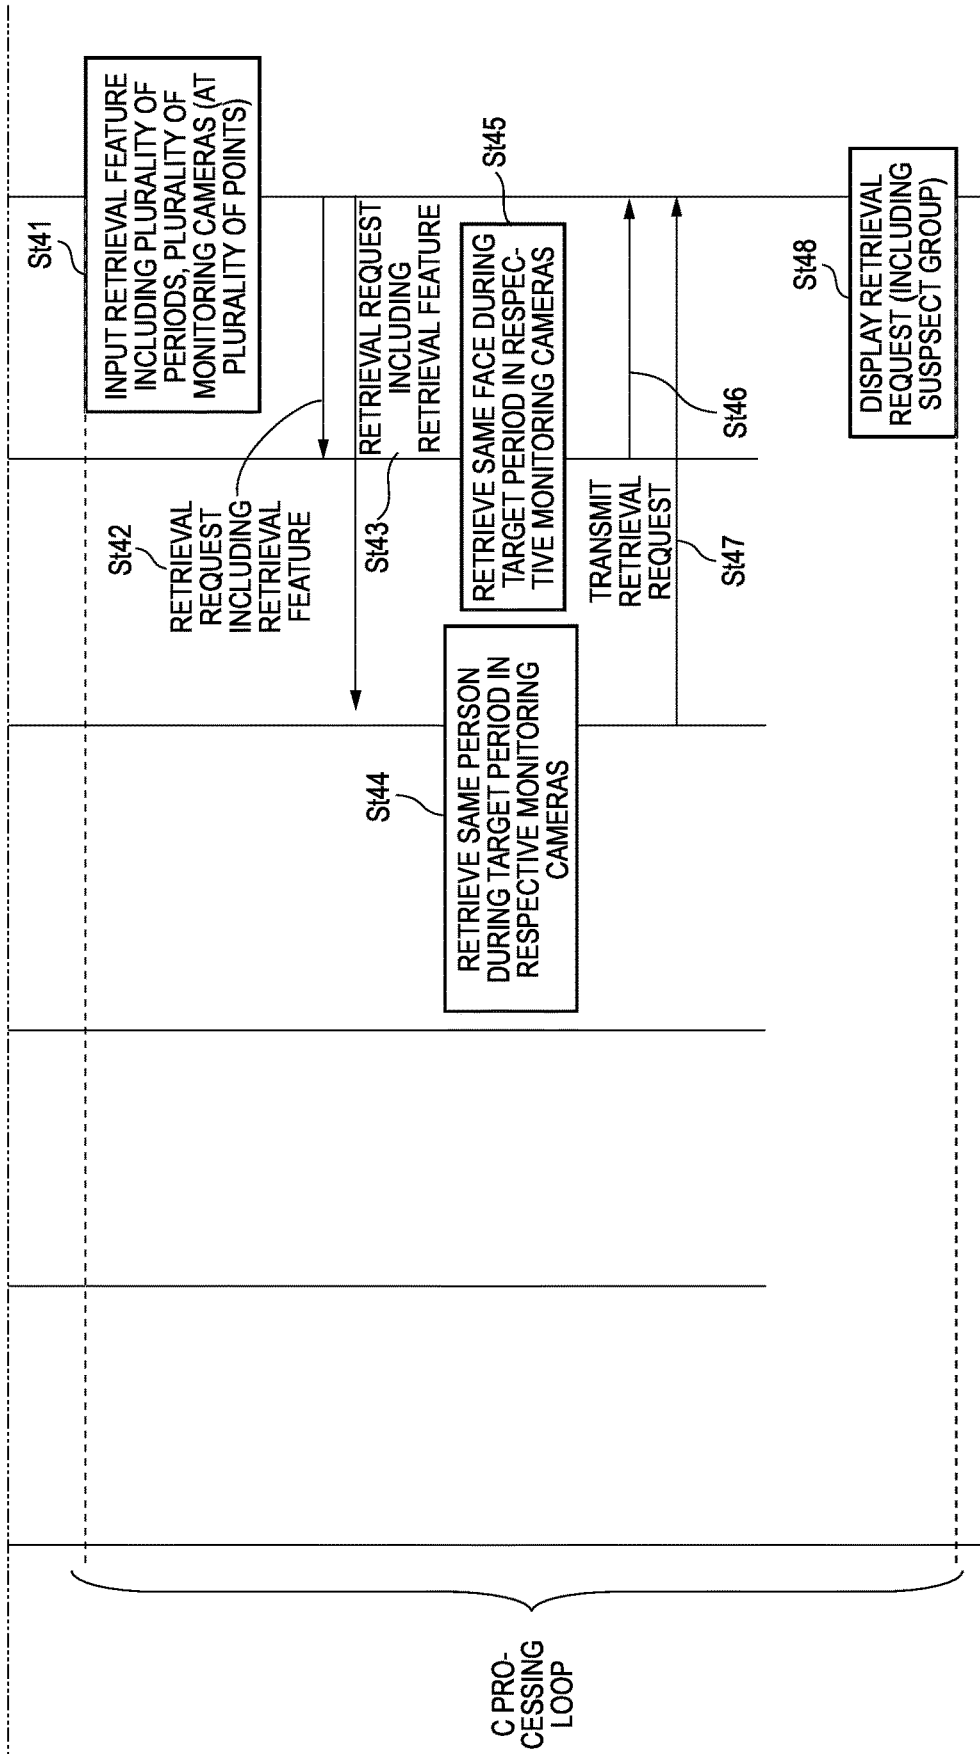 St41
INPUT RETRIEVAL FEATURE
INCLUDING PLURALITY OF
PERIODS, PLURALITY OF
MONITORING CAMERAS (AT
PLURALITY OF POINTS)
St42
RETRIEVAL
REQUEST
INCLUDING
RETRIEVAL
FEATURE
RETRIEVAL REQUEST
INCLUDING
RETRIEVAL FEATURE
St43
St44
RETRIEVE SAME PERSON
DURING TARGET PERIOD IN
RESPECTIVE MONITORING
CAMERAS
St45
RETRIEVE SAME FACE DURING
TARGET PERIOD IN RESPEC-
TIVE MONITORING CAMERAS
TRANSMIT
RETRIEVAL
REQUEST
St46
St47
St48
DISPLAY RETRIEVAL
REQUEST (INCLUDING
SUSPSECT GROUP)
C PRO-
CESSING
LOOP